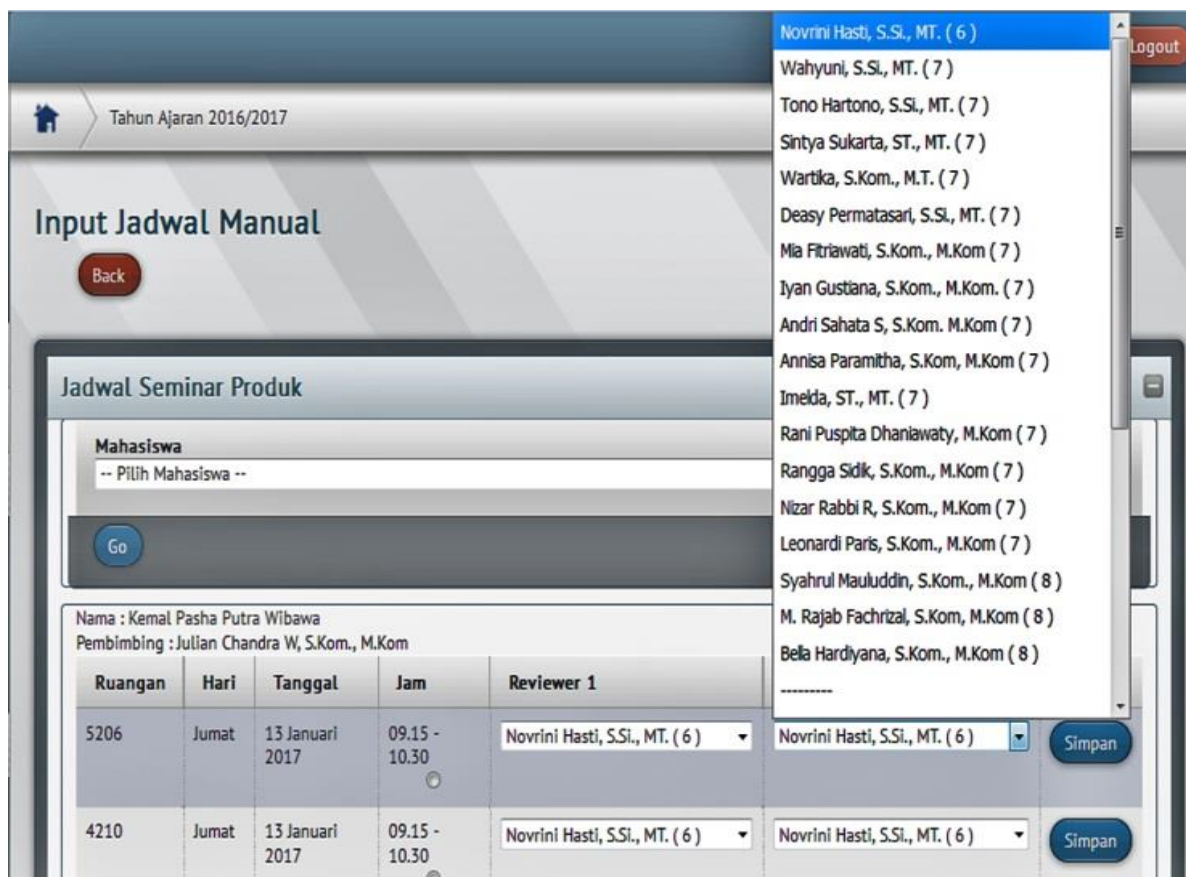 Logout
Tahun Ajaran 2016/2017
Input Jadwal Manual
Back
Novrini Hasti, S.Si., MT. ( 6 )
Wahyuni, S.Si., MT. ( 7 )
Tono Hartono, S.Si., MT. ( 7 )
Sintya Sukarta, ST., MT. ( 7 )
Wartika, S.Kom., M.T. ( 7 )
Deasy Permatasari, S.Si., MT. ( 7 )
Mia Fitriawati, S.Kom., M.Kom ( 7 )
Iyan Gustiana, S.Kom., M.Kom. ( 7 )
Andri Sahata S, S.Kom. M.Kom ( 7 )
Annisa Paramitha, S.Kom, M.Kom ( 7 )
Imelda, ST., MT. ( 7 )
Rani Puspita Dhaniawaty, M.Kom ( 7 )
Rangga Sidik, S.Kom., M.Kom ( 7 )
Nizar Rabbi R, S.Kom., M.Kom ( 7 )
Leonardi Paris, S.Kom., M.Kom ( 7 )
Syahrul Mauluddin, S.Kom., M.Kom ( 8 )
M. Rajab Fachrizal, S.Kom, M.Kom ( 8 )
Bella Hardiyana, S.Kom., M.Kom ( 8 )
---------
Jadwal Seminar Produk
Mahasiswa
-- Pilih Mahasiswa --
Go
Nama : Kemal Pasha Putra Wibawa
Pembimbing : Julian Chandra W, S.Kom., M.Kom
Ruangan Hari Tanggal Jam Reviewer 1
5206 Jumat 13 Januari 09.15 - Novrini Hasti, S.Si., MT. ( 6 ) Novrini Hasti, S.Si., MT. ( 6 ) Simpan
2017 10.30
4210 Jumat 13 Januari 09.15 - Novrini Hasti, S.Si., MT. ( 6 ) Novrini Hasti, S.Si., MT. ( 6 ) Simpan
2017 10.30